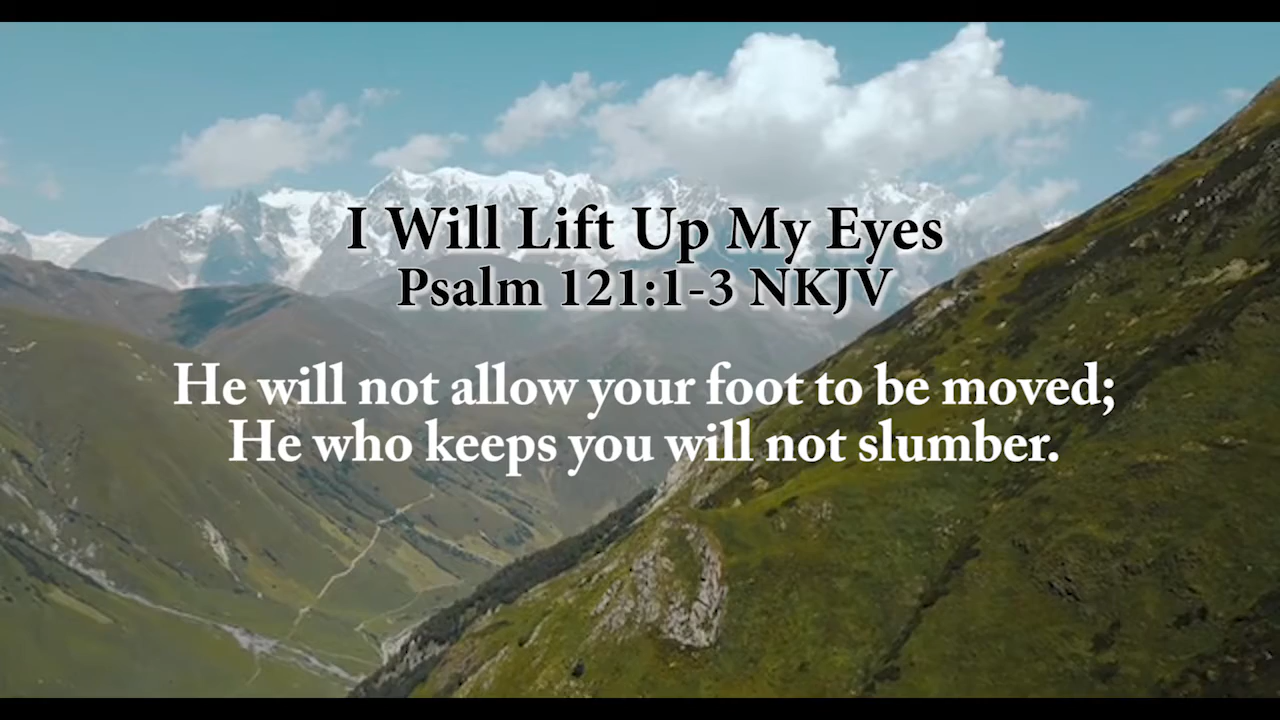 I Will Lift Up My Eyes
Psalm 121:1-3 NKJV
He will not allow your foot to be moved;
He who keeps you will not slumber.